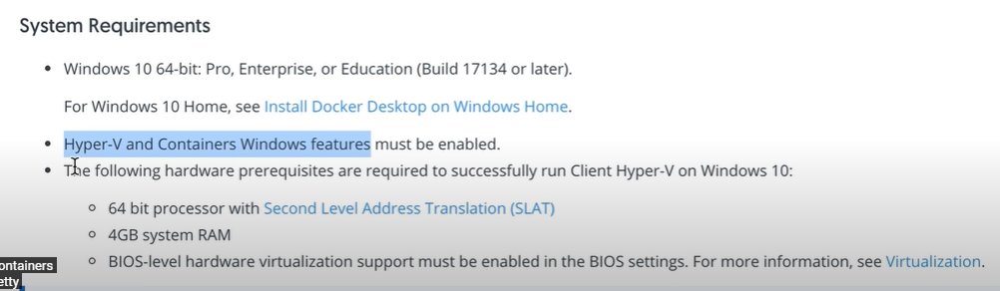 System Requirements
Windows 10 64-bit: Pro, Enterprise, or Education (Build 17134 or later).
For Windows 10 Home, see Install Docker Desktop on Windows Home.
Hyper-V and Containers Windows features must be enabled.
The following hardware prerequisites are required to successfully run Client Hyper-V on Windows 10:
64 bit processor with Second Level Address Translation (SLAT)
4GB system RAM
BIOS-level hardware virtualization support must be enabled in the BIOS settings. For more information, see Virtualization.
ontainers
etty